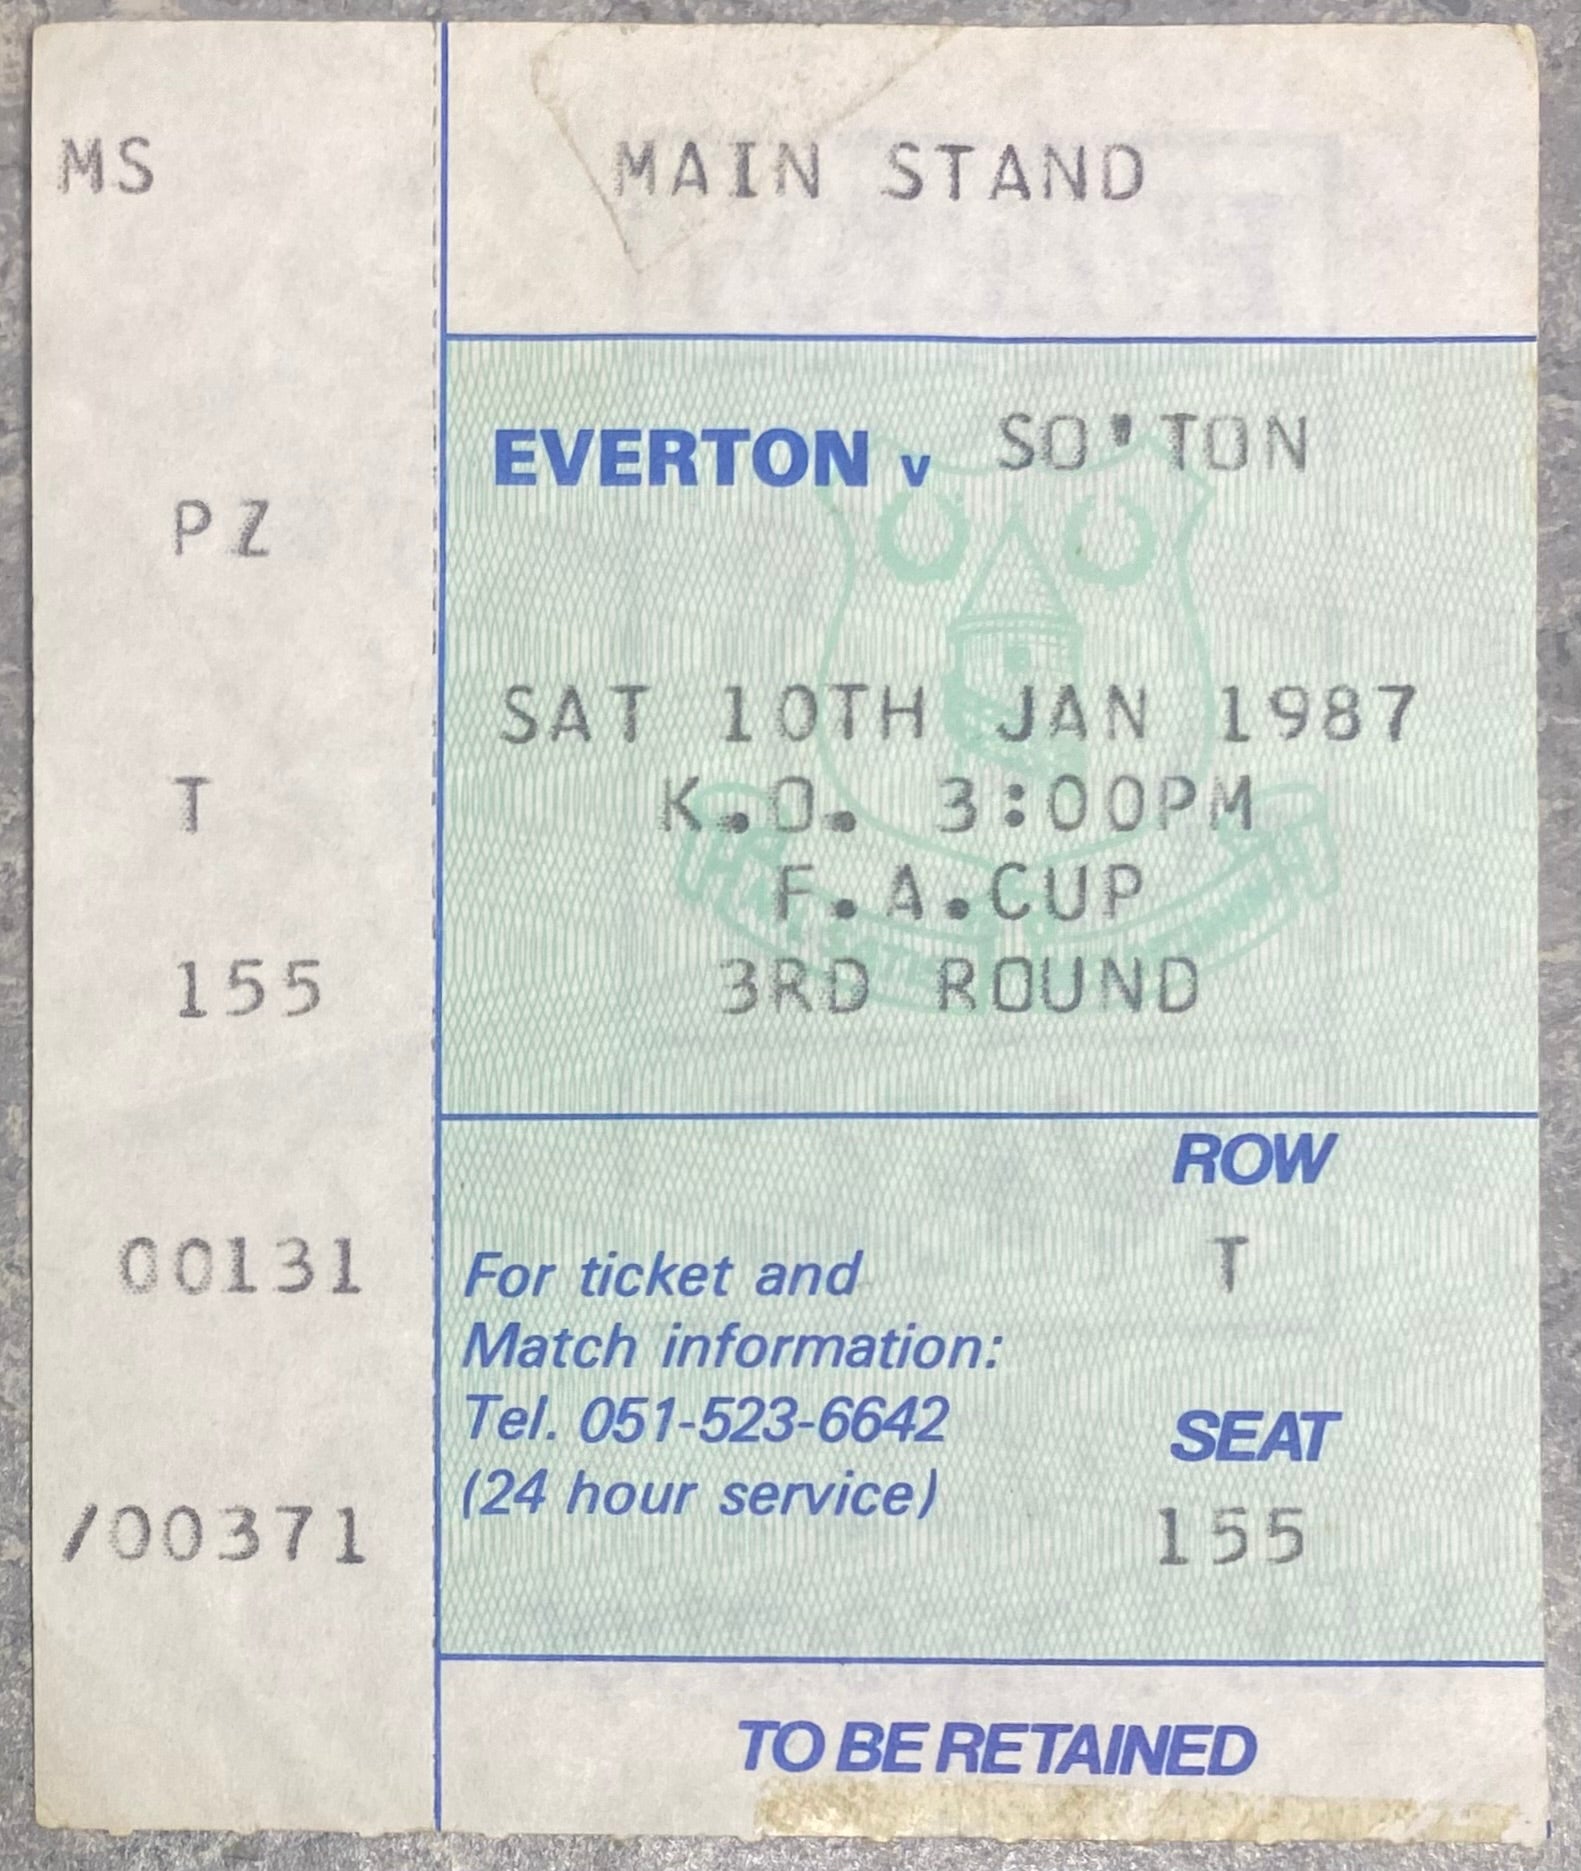 MS
PZ
T
155
00131
/00371
MAIN STAND
EVERTON v SO'TON
SAT 10TH JAN 1987
K.O. 3:00PM
F.A.CUP
3RD ROUND
ROW
T
For ticket and
Match information:
Tel. 051-523-6642
(24 hour service)
SEAT
155
TO BE RETAINED